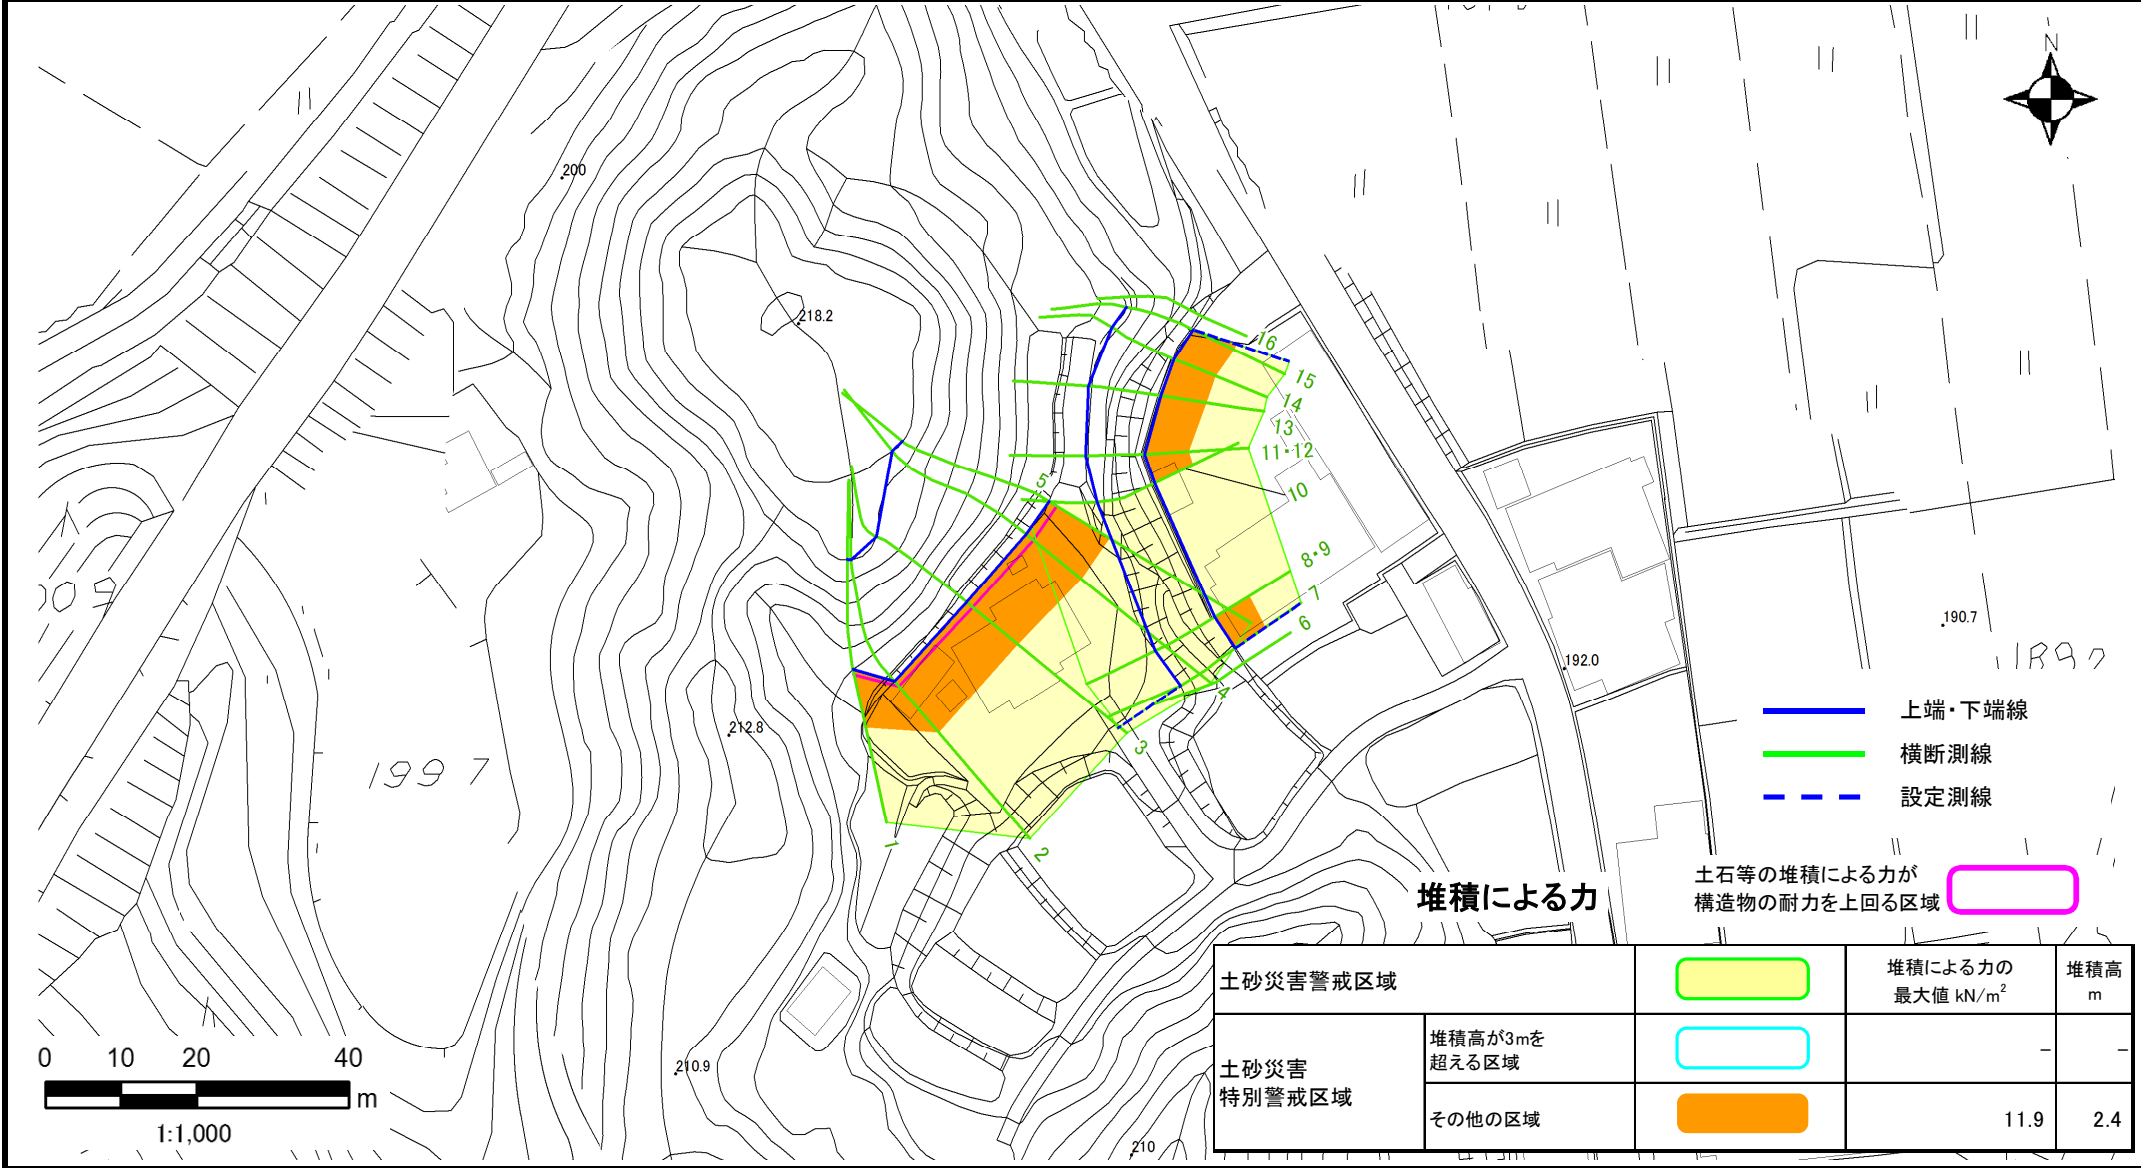 N
200
218.2
16
15
14
13
11・12
10
5
8・9
7
6
4
3
2
1
190.7
192.0
212.8
1997
210.9
210
上端・下端線
横断測線
設定測線
土石等の堆積による力が
構造物の耐力を上回る区域
堆積による力
土砂災害警戒区域
堆積による力の
最大値 kN/m²
堆積高
m
土砂災害
特別警戒区域
堆積高が3mを
超える区域
－
－
その他の区域
11.9
2.4
0 10 20 40
m
1:1,000